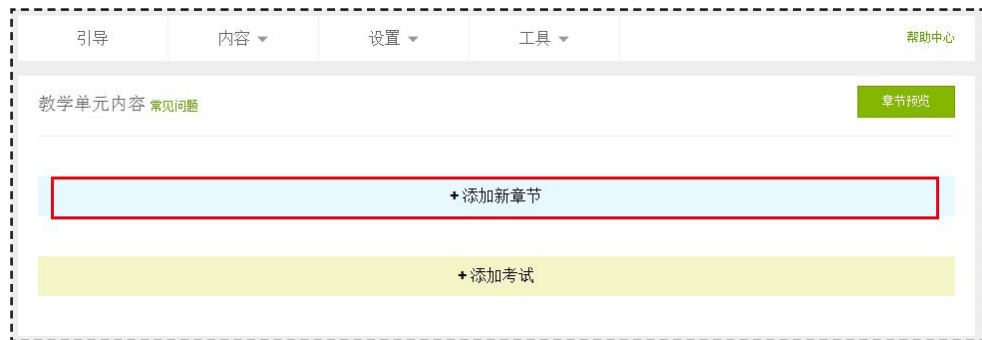 引导 内容 设置 工具 帮助中心
教学单元内容 常见问题 章节预览
+添加新章节
+添加考试